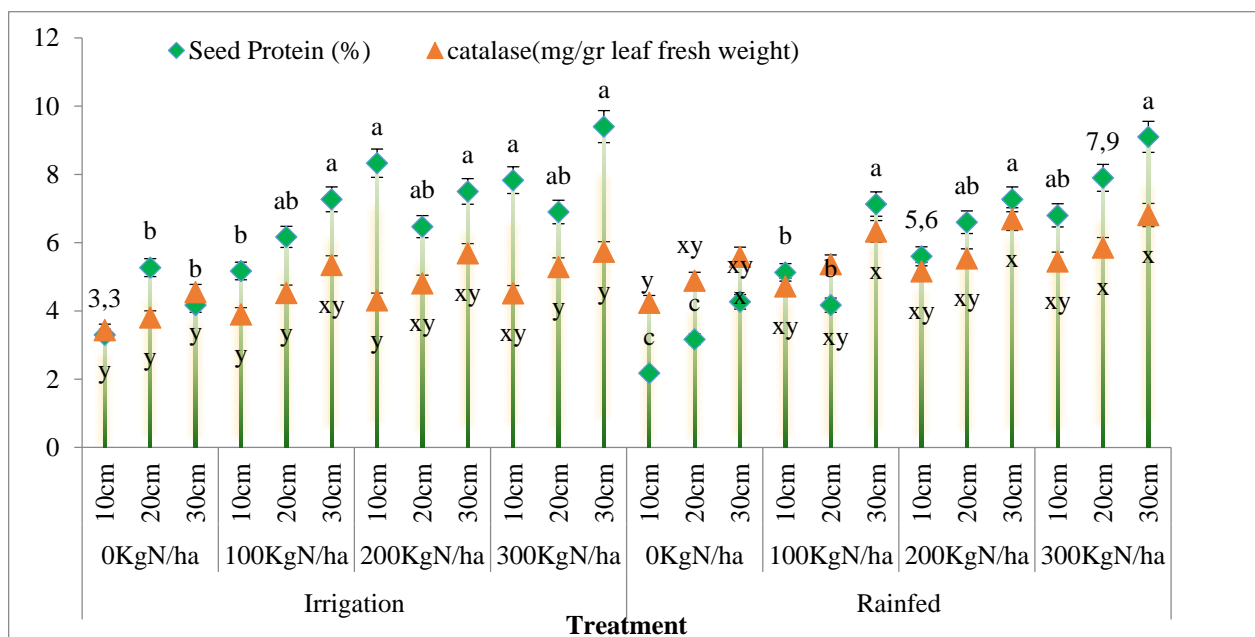 12
10
8
6
4
2
0
Seed Protein (%)
catalase(mg/gr leaf fresh weight)
3,3
y
b
y
b
y
b
y
ab
y
a
xy
a
y
ab
xy
a
xy
a
xy
ab
y
a
y
y
c
xy
c
xy
x
b
xy
b
xy
a
x
5,6
xy
ab
xy
a
x
ab
xy
7,9
x
a
x
10cm
20cm
30cm
10cm
20cm
30cm
10cm
20cm
30cm
10cm
20cm
30cm
10cm
20cm
30cm
10cm
20cm
30cm
10cm
20cm
30cm
10cm
20cm
30cm
0KgN/ha 100KgN/ha 200KgN/ha 300KgN/ha 0KgN/ha 100KgN/ha 200KgN/ha 300KgN/ha
Irrigation Rainfed
Treatment